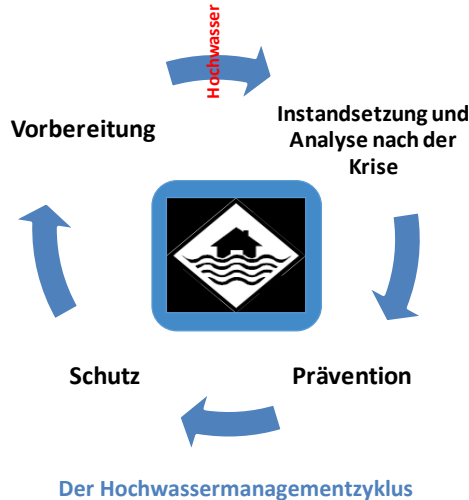 Hochwasser
Vorbereitung
Instandsetzung und
Analyse nach der
Krise
Schutz
Prävention
Der Hochwassermanagementzyklus